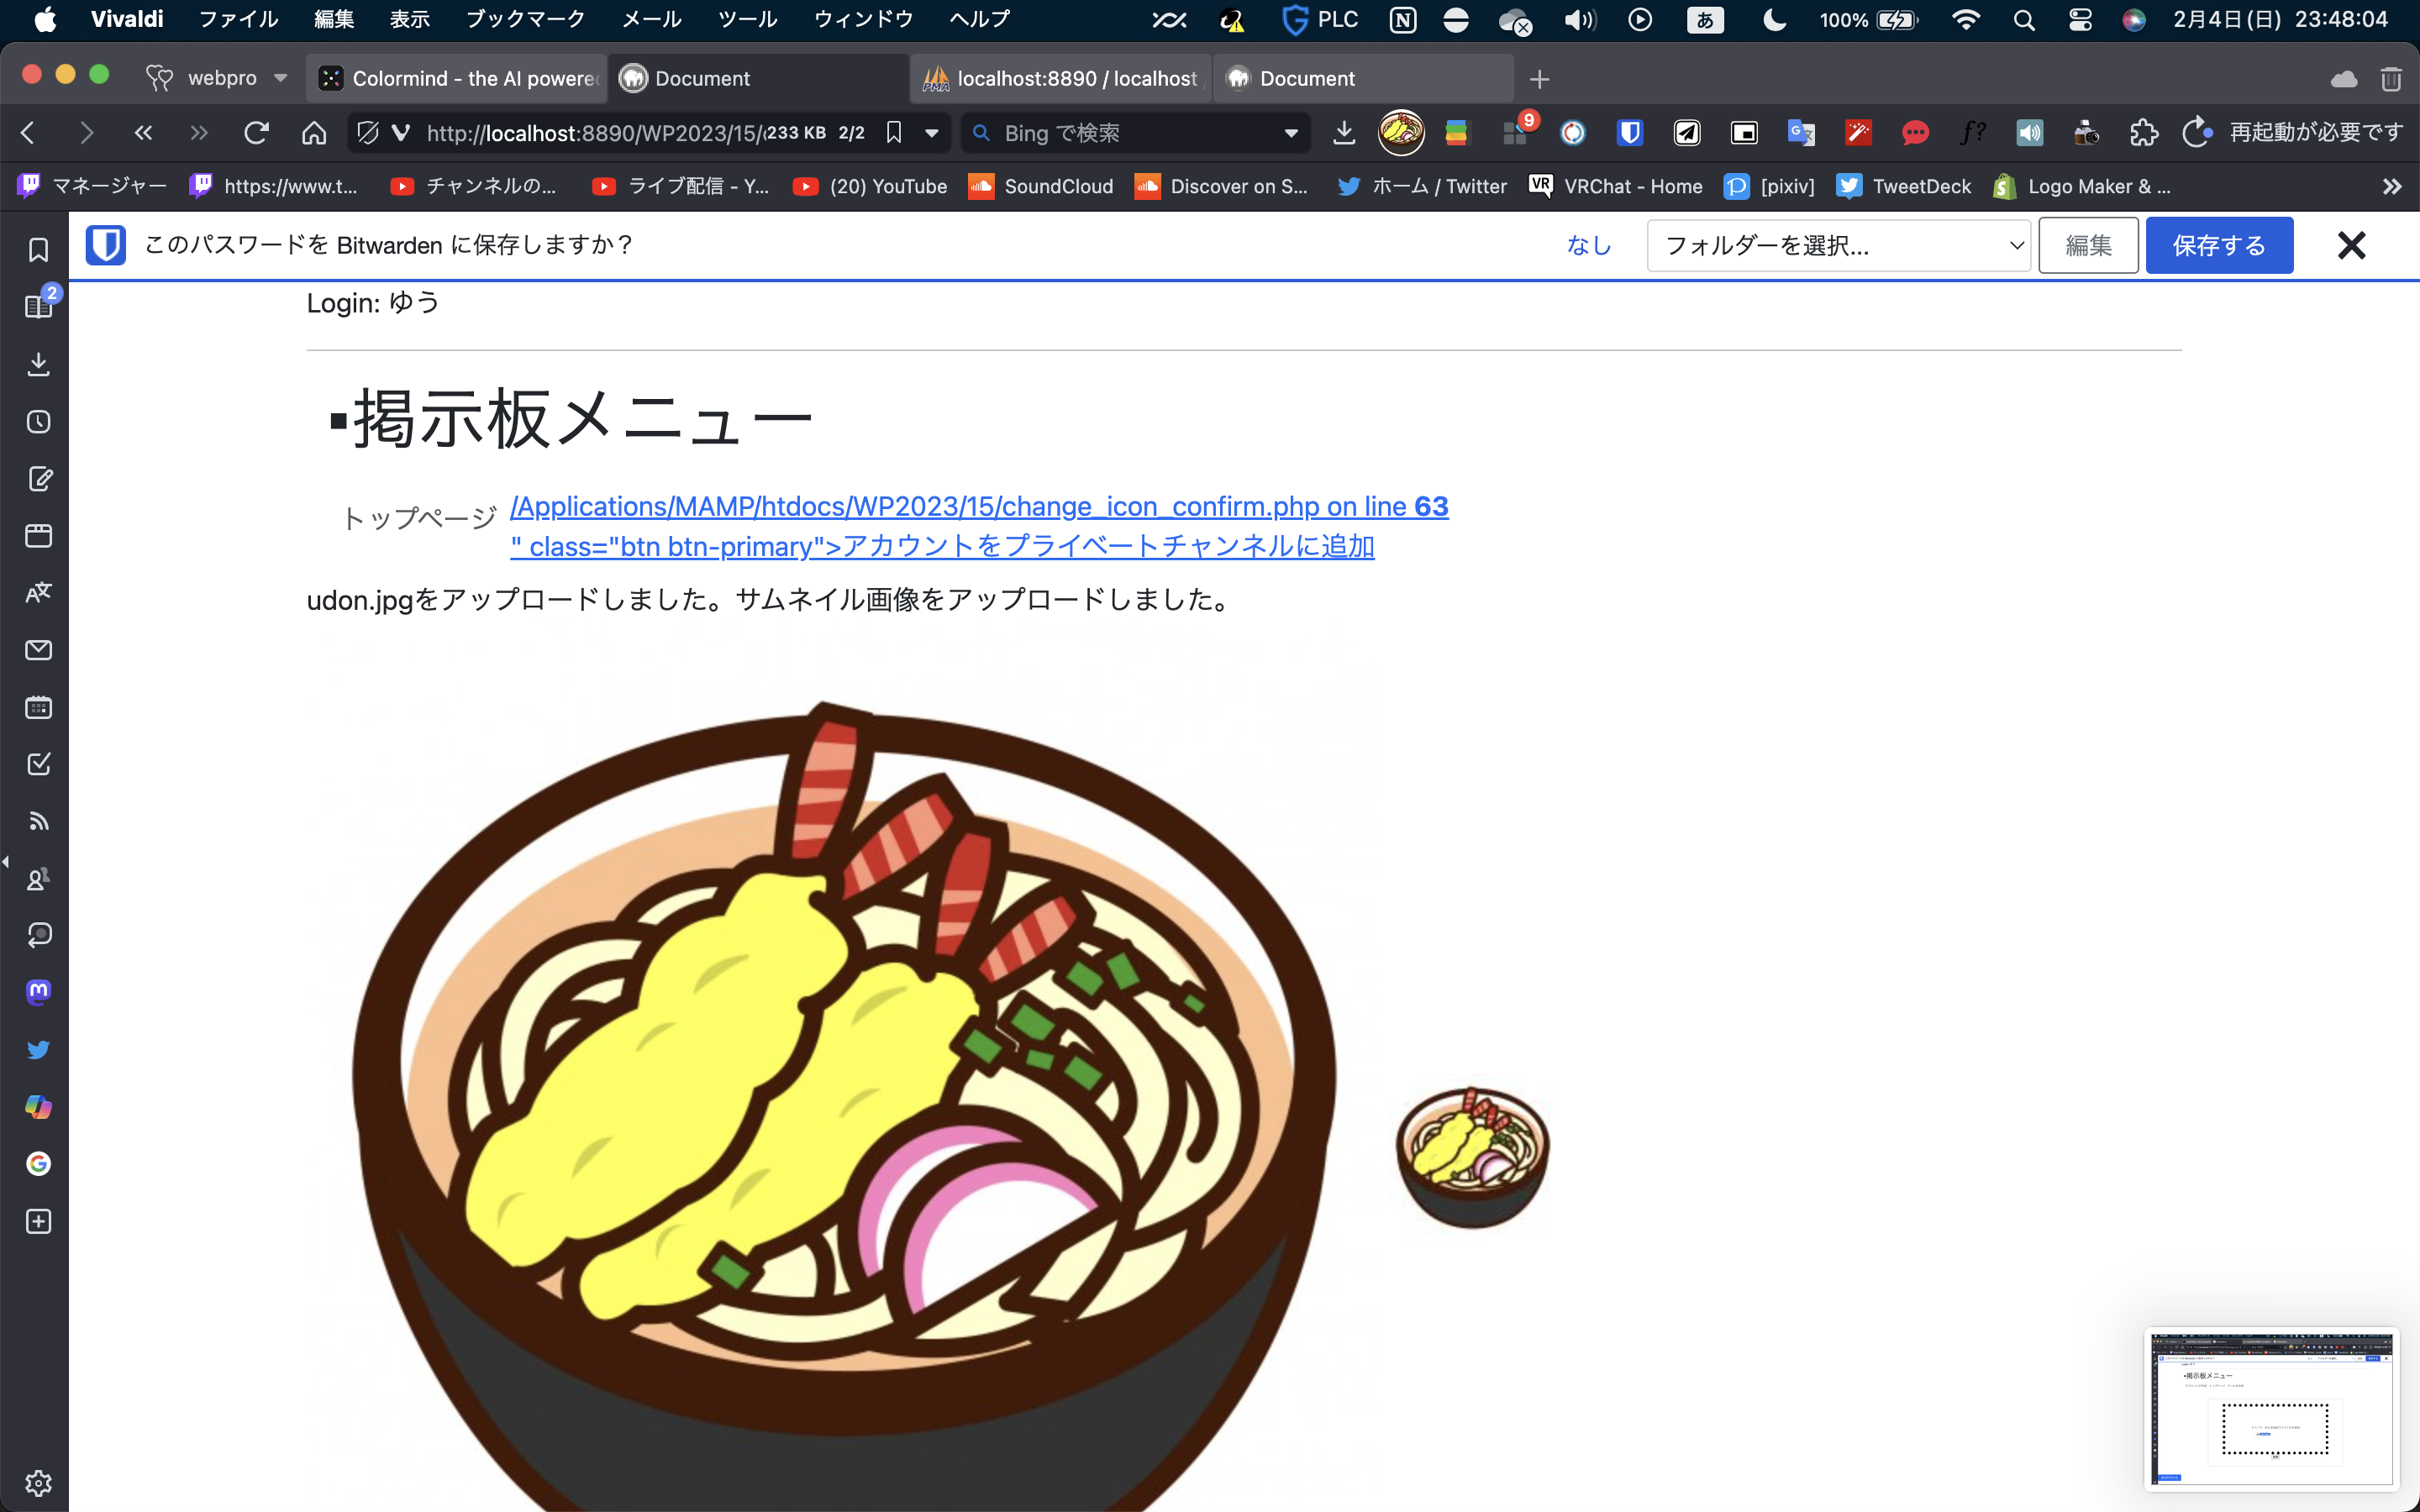 Vivaldi ファイル 編集 表示 ブックマーク メール ツール ウィンドウ ヘルプ PLC あ 100% 2月4日(日) 23:48:04
webpro Colormind - the AI powere Document localhost:8890 / localhost Document
http://localhost:8890/WP2023/15/ 233 KB 2/2 Bing で検索 9 再起動が必要です
マネージャー https://www.t... チャンネルの... ライブ配信 - Y... (20) YouTube SoundCloud Discover on S... ホーム / Twitter VRChat - Home [pixiv] TweetDeck Logo Maker & ...
このパスワードを Bitwarden に保存しますか？ なし フォルダーを選択... 編集 保存する
2
Login: ゆう
▪掲示板メニュー
トップページ
/Applications/MAMP/htdocs/WP2023/15/change_icon_confirm.php on line 63
" class="btn btn-primary">アカウントをプライベートチャンネルに追加
udon.jpgをアップロードしました。サムネイル画像をアップロードしました。
▪掲示板メニュー